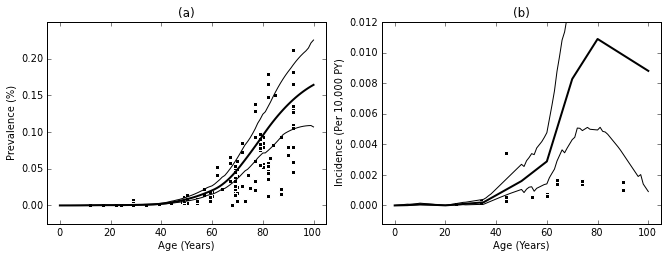 (a)
Prevalence (%)
0.20
0.15
0.10
0.05
0.00
0 20 40 60 80 100
Age (Years)
(b)
Incidence (Per 10,000 PY)
0.012
0.010
0.008
0.006
0.004
0.002
0.000
0 20 40 60 80 100
Age (Years)